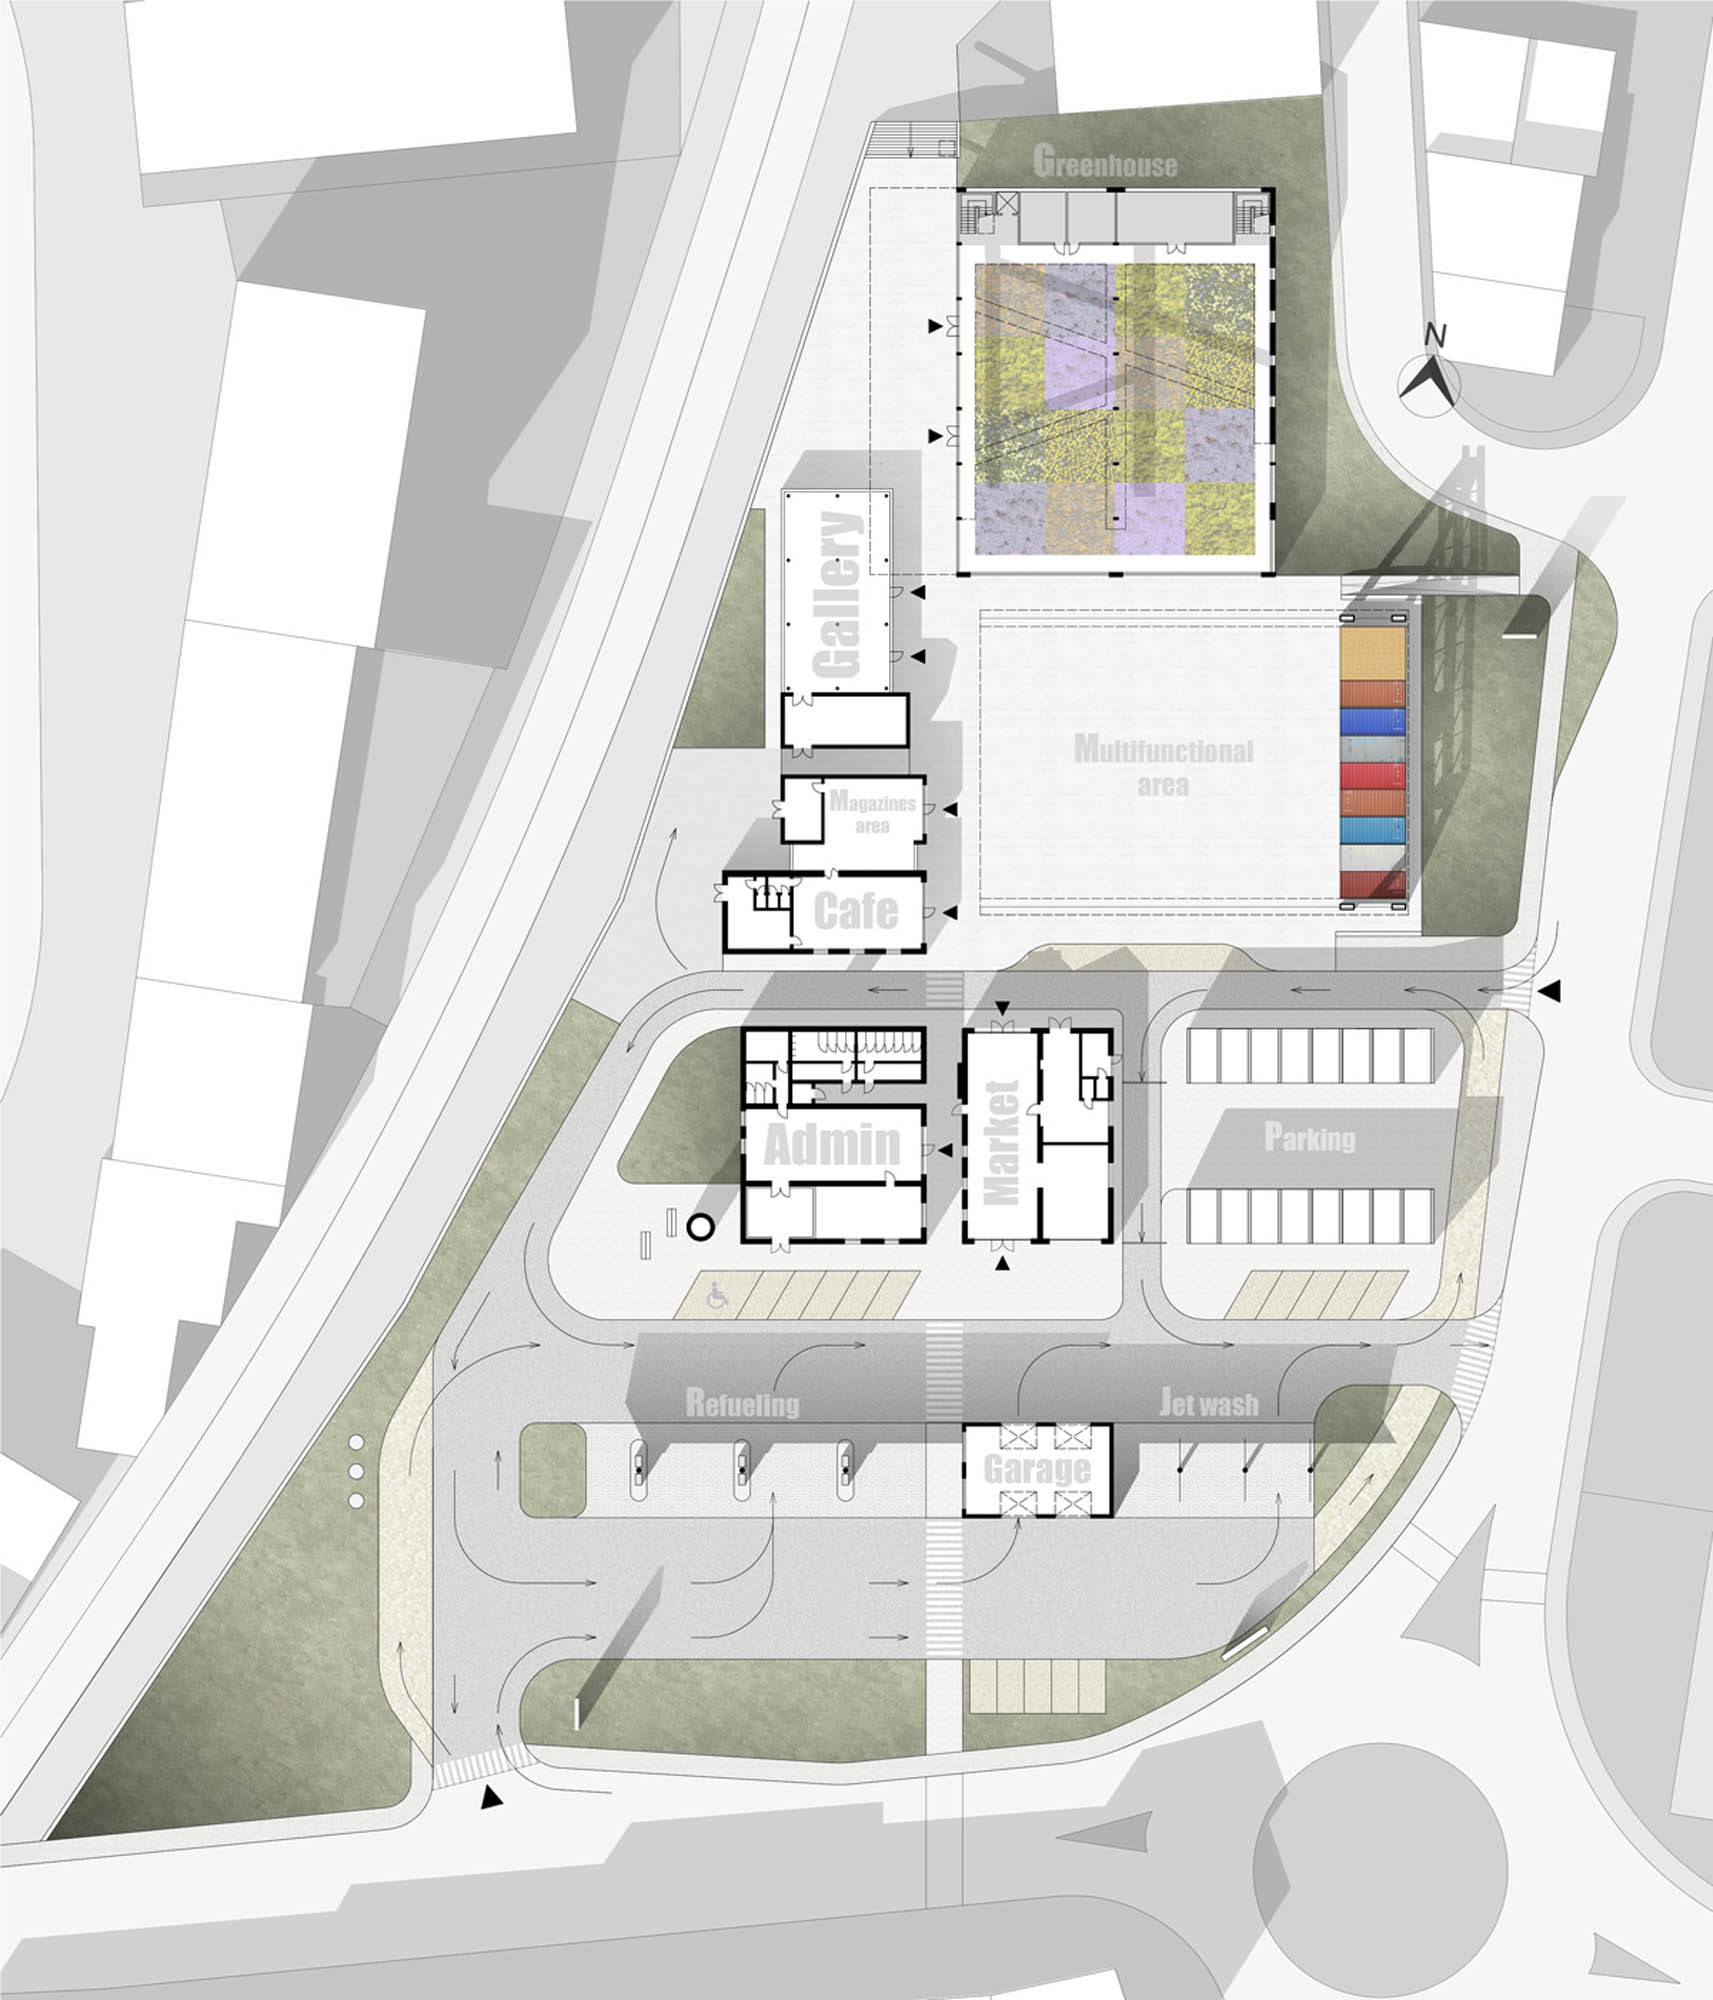 Greenhouse
N
Gallery
Multifunctional
area
Magazines
area
Cafe
Admin
Market
Parking
Refueling
Jet wash
Garage